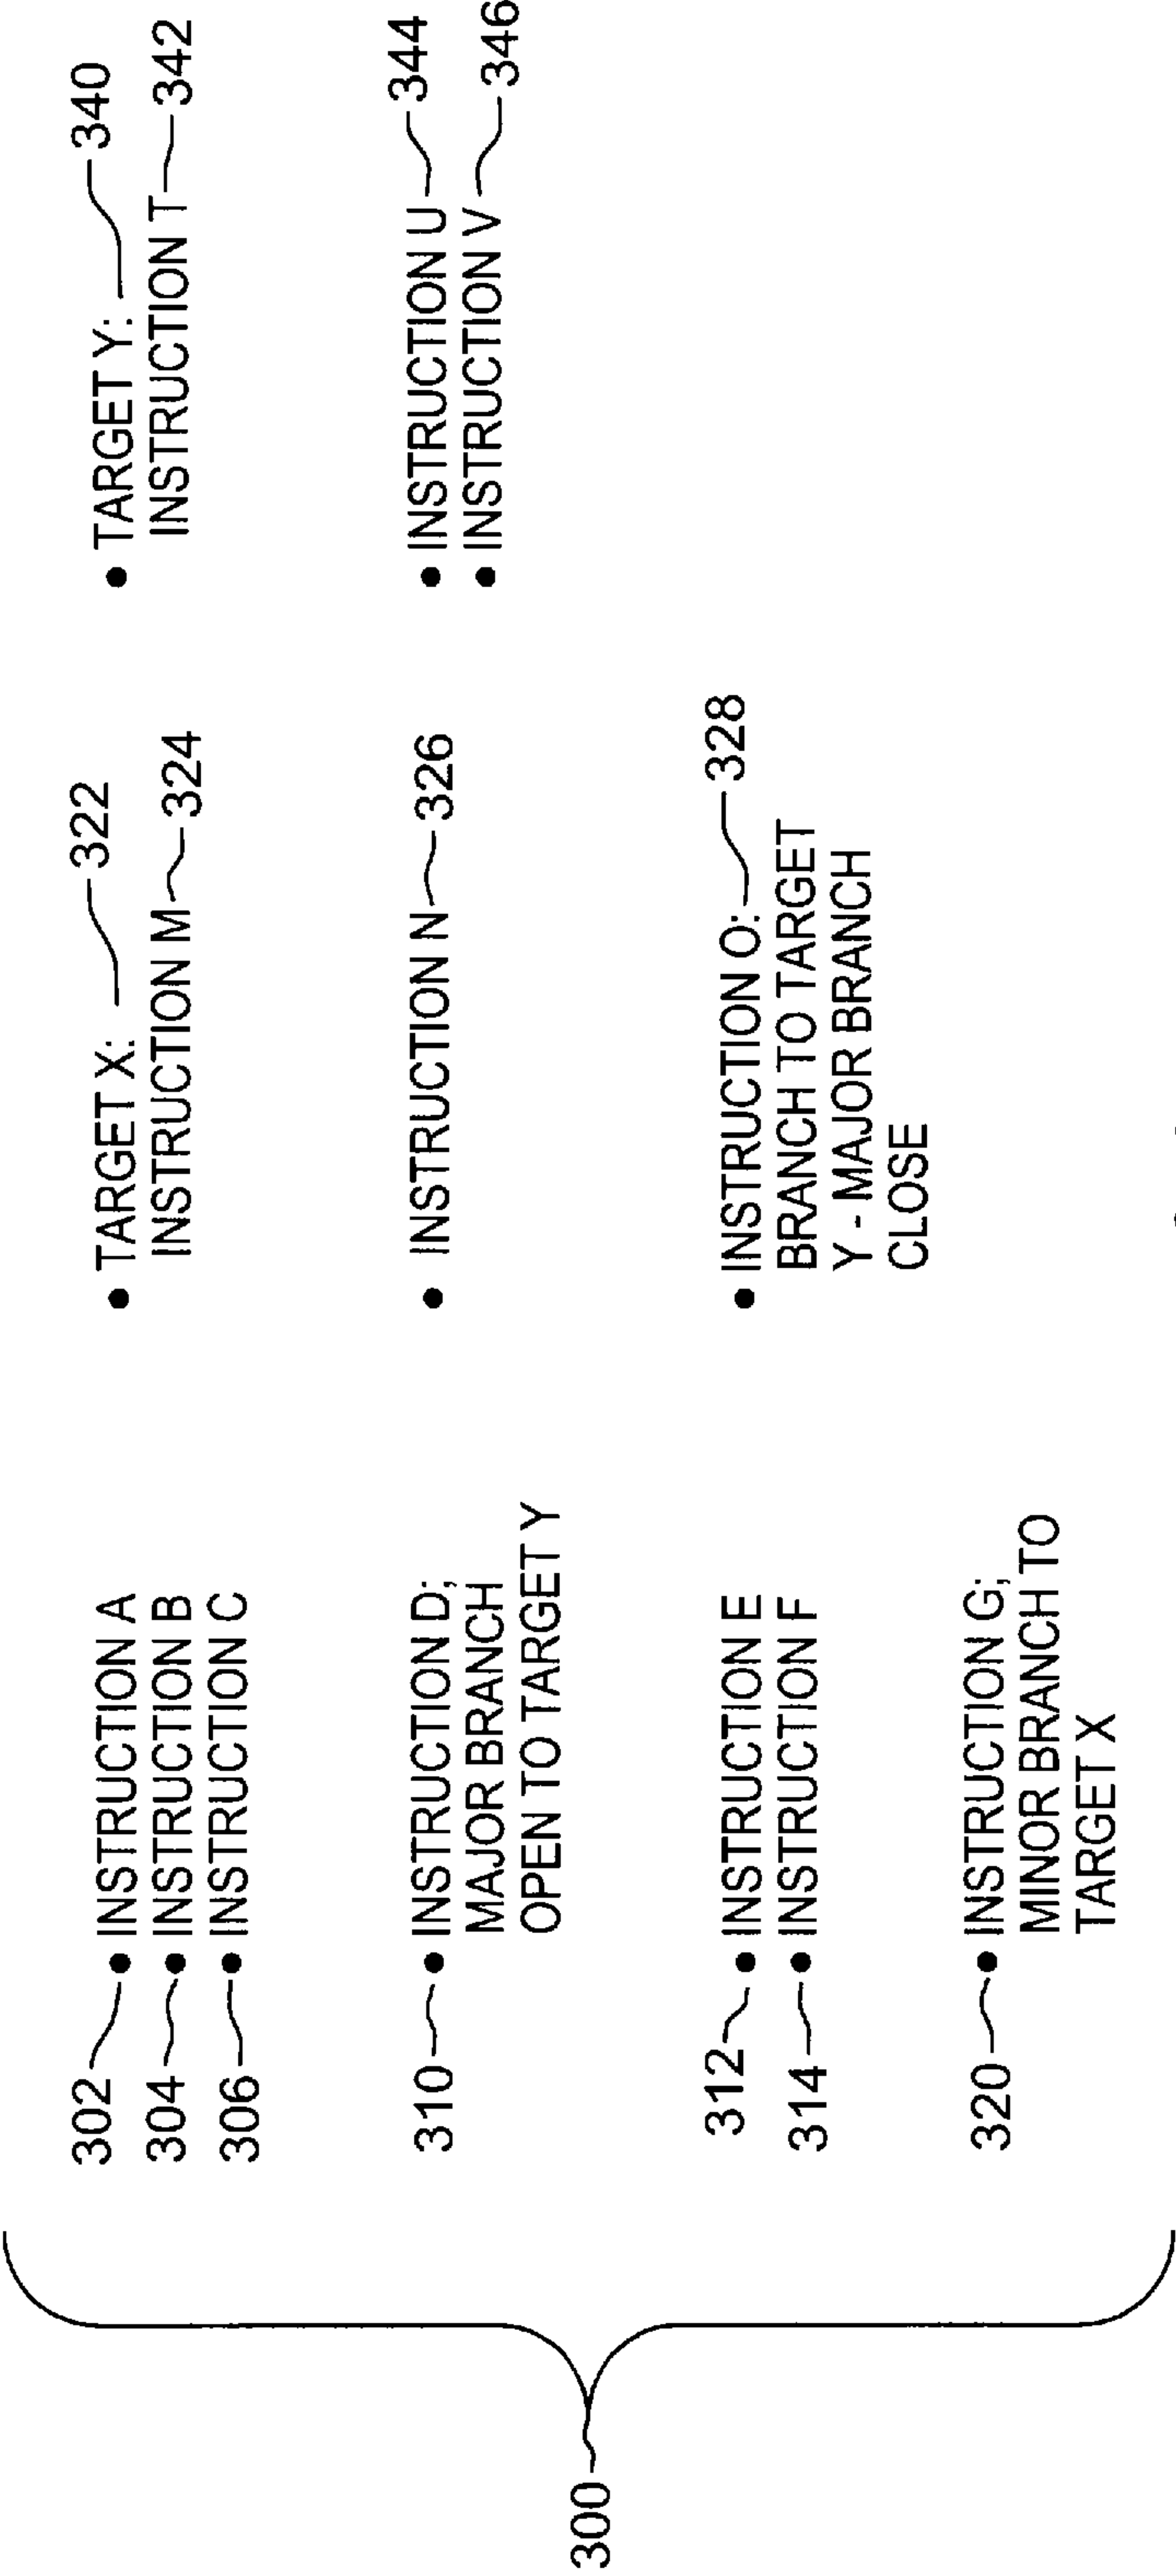 300
302 • INSTRUCTION A
304 • INSTRUCTION B
306 • INSTRUCTION C
310 • INSTRUCTION D;
MAJOR BRANCH
OPEN TO TARGET Y
312 • INSTRUCTION E
314 • INSTRUCTION F
320 • INSTRUCTION G;
MINOR BRANCH TO
TARGET X
• TARGET X: 322
INSTRUCTION M 324
• INSTRUCTION N 326
• INSTRUCTION O: 328
BRANCH TO TARGET
Y - MAJOR BRANCH
CLOSE
• TARGET Y: 340
INSTRUCTION T 342
• INSTRUCTION U 344
• INSTRUCTION V 346